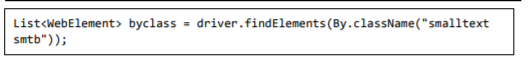 List<WebElement> byclass = driver.findElements(By.className("smalltext
smtb"));